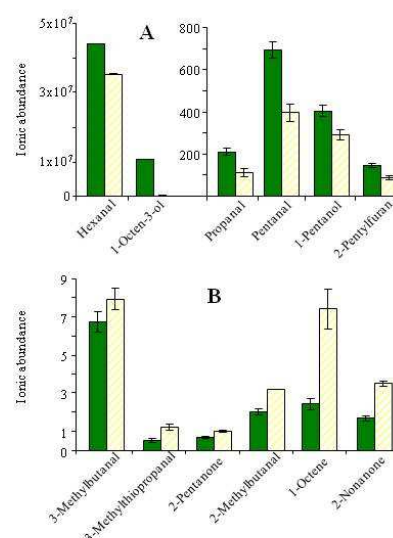 A
Ionic abundance
5x10⁷
3x10⁷
1x10⁷
0
Hexanal
1-Octen-3-ol
800
600
400
200
Propanal
Pentanal
1-Pentanol
2-Pentylfuran
B
Ionic abundance
9
7
5
3
1
0
3-Methylbutanal
3-Methylthiopropanal
2-Pentanone
2-Methylbutanal
1-Octene
2-Nonanone